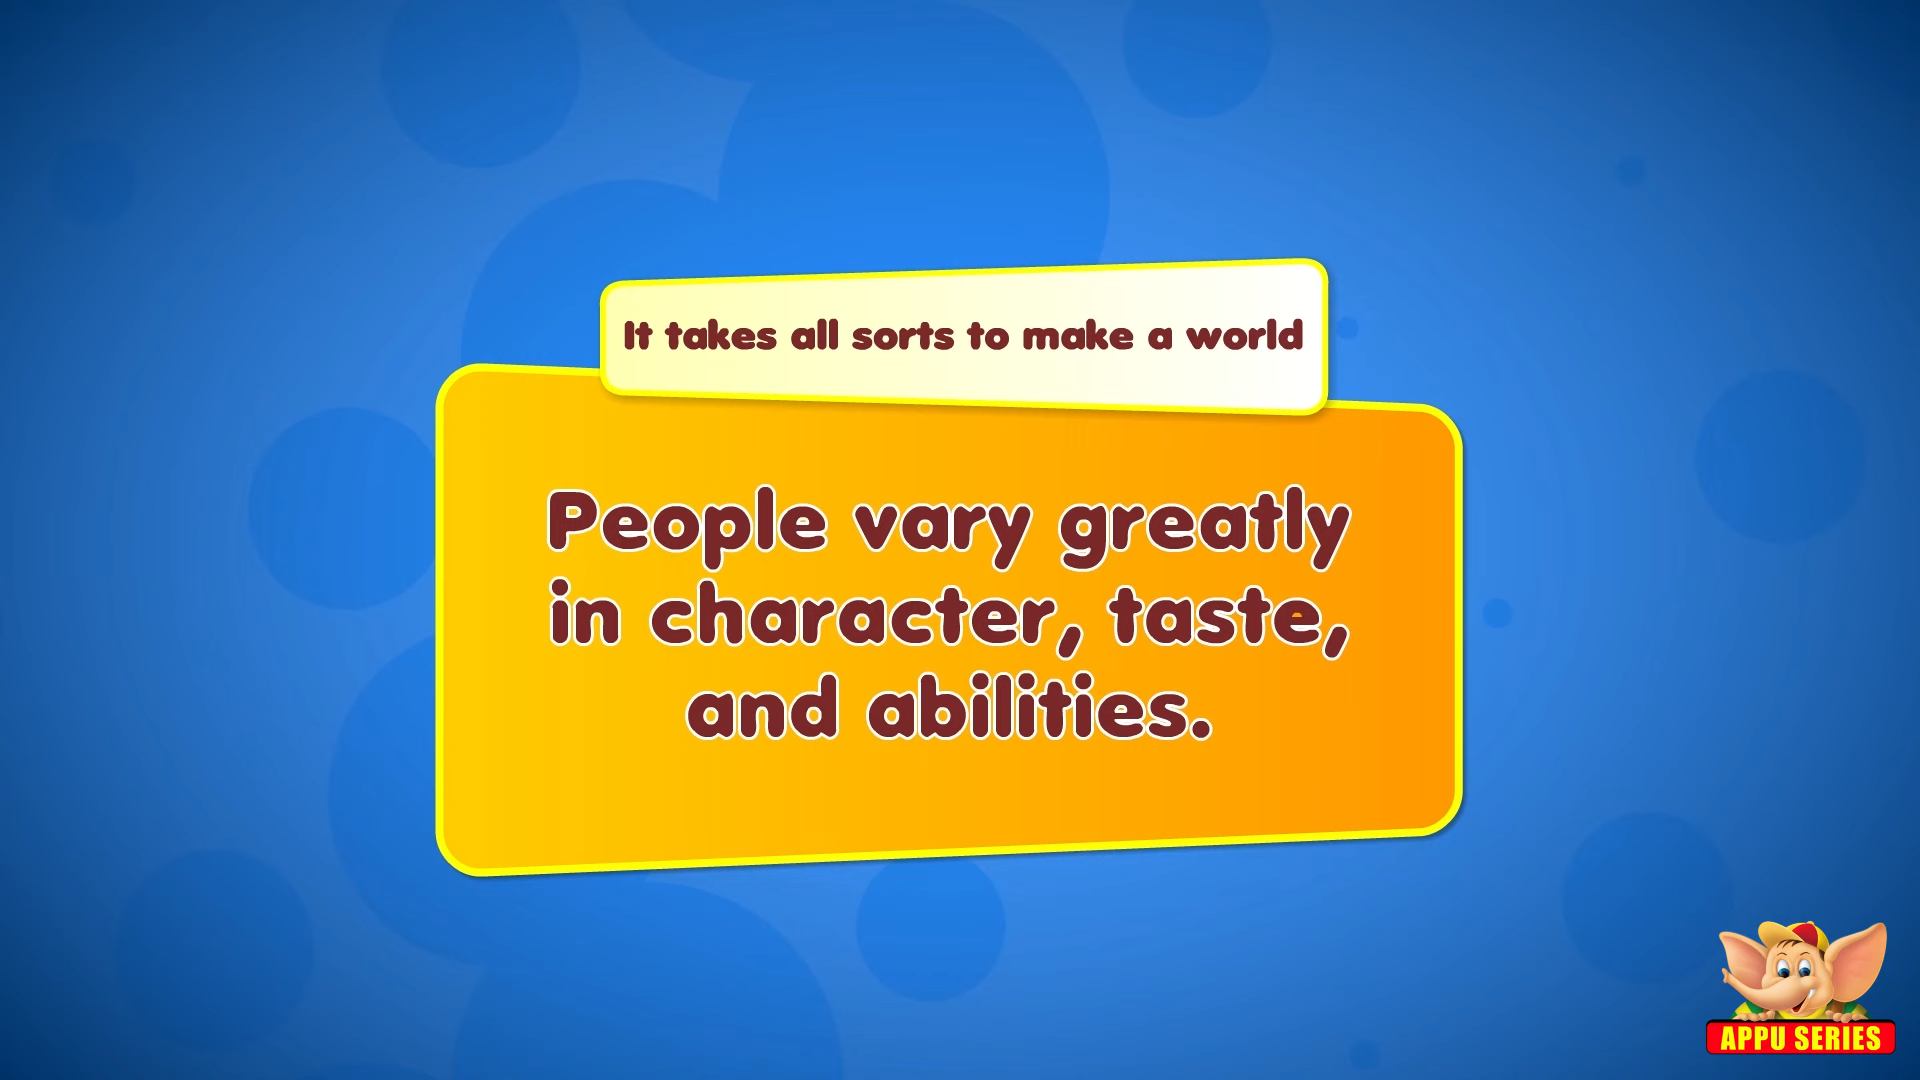 It takes all sorts to make a world
People vary greatly
in character, taste,
and abilities.
APPU SERIES